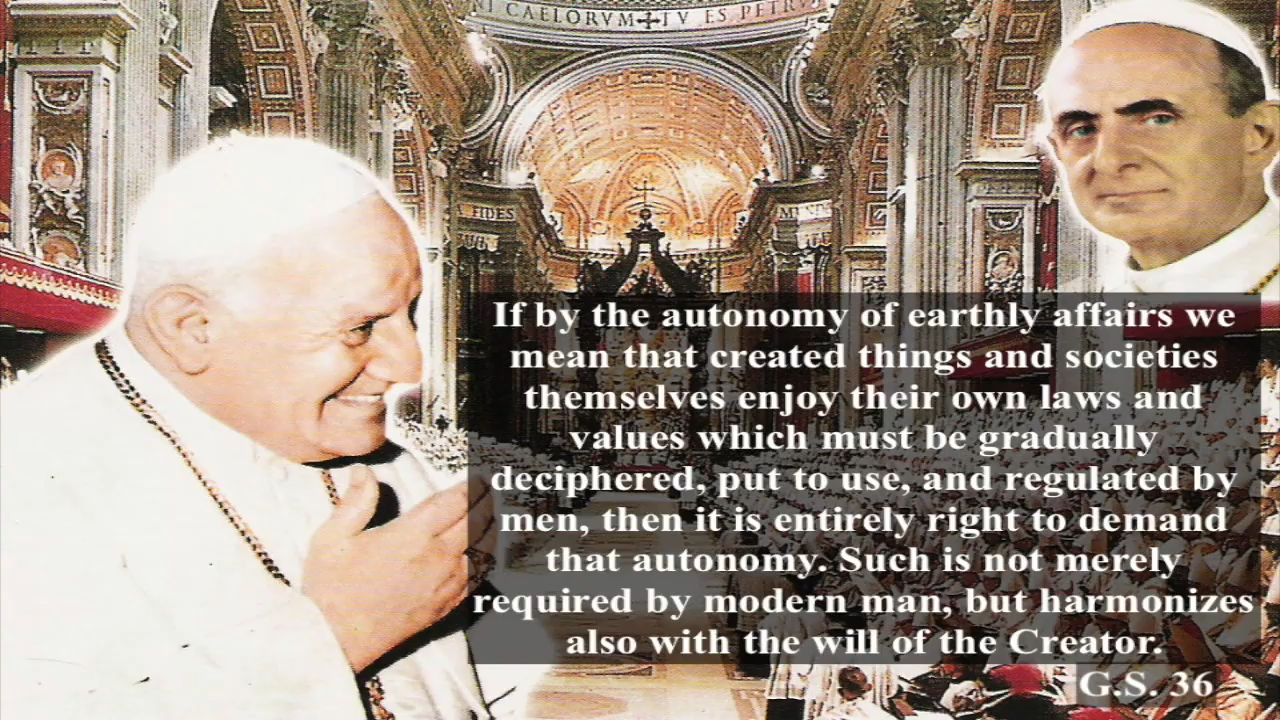 NI CAELORVM ✢ TV ES PETRV
FIDES
If by the autonomy of earthly affairs we
mean that created things and societies
themselves enjoy their own laws and
values which must be gradually
deciphered, put to use, and regulated by
men, then it is entirely right to demand
that autonomy. Such is not merely
required by modern man, but harmonizes
also with the will of the Creator.
G.S. 36